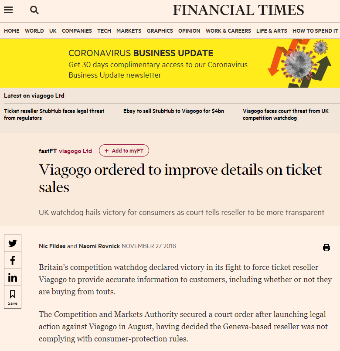 FINANCIAL TIMES
HOME WORLD UK COMPANIES TECH MARKETS GRAPHICS OPINION WORK & CAREERS LIFE & ARTS HOW TO SPEND IT
CORONAVIRUS BUSINESS UPDATE
Get 30 days complimentary access to our Coronavirus
Business Update newsletter
Latest on viagogo Ltd
Ticket reseller StubHub faces legal threat
from regulators
Ebay to sell StubHub to Viagogo for $4bn
Viagogo faces court threat from UK
competition watchdog
fastFT viagogo Ltd + Add to myFT
Viagogo ordered to improve details on ticket
sales
UK watchdog hails victory for consumers as court tells reseller to be more transparent
Nic Fildes and Naomi Rovnick NOVEMBER 27 2018
Britain's competition watchdog declared victory in its fight to force ticket reseller
Viagogo to provide accurate information to customers, including whether or not they
are buying from touts.
Save
The Competition and Markets Authority secured a court order after launching legal
action against Viagogo in August, having decided the Geneva-based reseller was not
complying with consumer-protection rules.